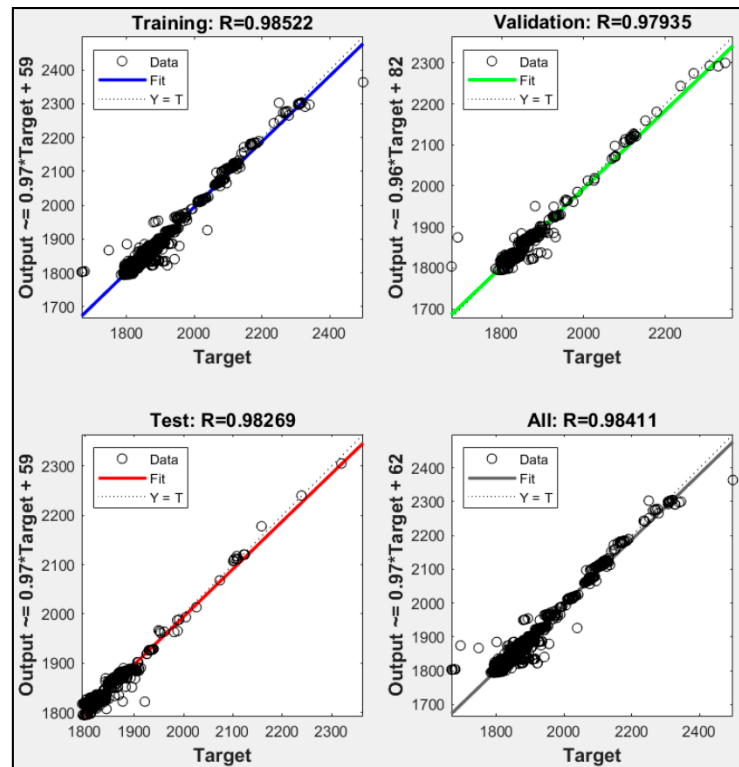 Training: R=0.98522
Output ~= 0.97*Target + 59
2400
2300
2200
2100
2000
1900
1800
1700
Data
Fit
Y = T
1800 2000 2200 2400
Target
Validation: R=0.97935
Output ~= 0.96*Target + 82
2300
2200
2100
2000
1900
1800
1700
Data
Fit
Y = T
1800 2000 2200
Target
Test: R=0.98269
Output ~= 0.97*Target + 59
2300
2200
2100
2000
1900
1800
Data
Fit
Y = T
1800 1900 2000 2100 2200 2300
Target
All: R=0.98411
Output ~= 0.97*Target + 62
2400
2300
2200
2100
2000
1900
1800
1700
Data
Fit
Y = T
1800 2000 2200 2400
Target